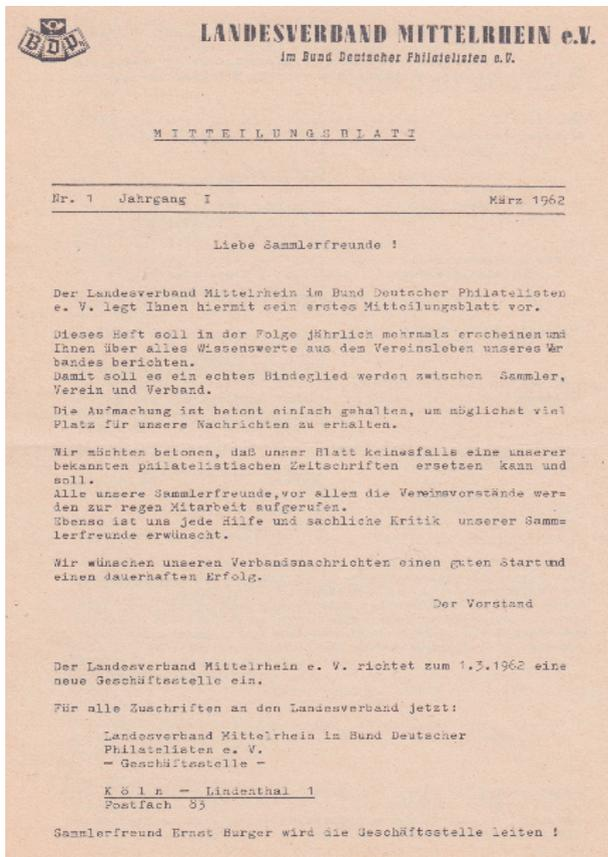 BDPh
LANDESVERBAND MITTELRHEIN e.V.
im Bund Deutscher Philatelisten e.V.
MITTEILUNGSBLATT
Nr. 1 Jahrgang I März 1962
Liebe Sammlerfreunde !
Der Landesverband Mittelrhein im Bund Deutscher Philatelisten
e. V. legt Ihnen hiermit sein erstes Mitteilungsblatt vor.
Dieses Heft soll in der Folge jährlich mehrmals erscheinen und
Ihnen über alles Wissenswerte aus dem Vereinsleben unseres Ver
bandes berichten.
Damit soll es ein echtes Bindeglied werden zwischen Sammler,
Verein und Verband.
Die Aufmachung ist betont einfach gehalten, um möglichst viel
Platz für unsere Nachrichten zu erhalten.
Wir möchten betonen, daß unser Blatt keinesfalls eine unserer
bekannten philatelistischen Zeitschriften ersetzen kann und
soll.
Alle unsere Sammlerfreunde, vor allem die Vereinsvorstände wer=
den zur regen Mitarbeit aufgerufen.
Ebenso ist uns jede Hilfe und sachliche Kritik unserer Samm=
lerfreunde erwünscht.
Wir wünschen unseren Verbandsnachrichten einen guten Start und
einen dauerhaften Erfolg.
Der Vorstand
Der Landesverband Mittelrhein e. V. richtet zum 1.3.1962 eine
neue Geschäftsstelle ein.
Für alle Zuschriften an den Landesverband jetzt:
Landesverband Mittelrhein im Bund Deutscher
Philatelisten e. V.
- Geschäftsstelle -
Köln - Lindenthal 1
Postfach 83
Sammlerfreund Ernst Burger wird die Geschäftsstelle leiten !